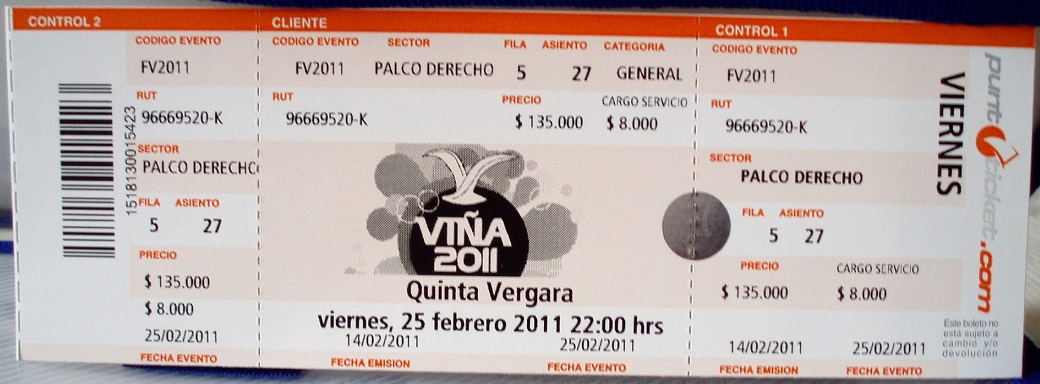 CONTROL 2
CODIGO EVENTO
FV2011
RUT
96669520-K
SECTOR
PALCO DERECHO
FILA ASIENTO
5 27
PRECIO
$ 135.000
$ 8.000
25/02/2011
FECHA EVENTO
1518130015423
CLIENTE
CODIGO EVENTO SECTOR FILA ASIENTO CATEGORIA
FV2011 PALCO DERECHO 5 27 GENERAL
RUT PRECIO CARGO SERVICIO
96669520-K $ 135.000 $ 8.000
VIÑA
2011
Quinta Vergara
viernes, 25 febrero 2011 22:00 hrs
14/02/2011 25/02/2011
FECHA EMISION FECHA EVENTO
CONTROL 1
CODIGO EVENTO
FV2011
RUT
96669520-K
SECTOR
PALCO DERECHO
FILA ASIENTO
5 27
PRECIO CARGO SERVICIO
$ 135.000 $ 8.000
14/02/2011 25/02/2011
FECHA EMISION FECHA EVENTO
VIERNES
puntoticket.com
Este boleto no
está sujeto a
cambio y/o
devolución